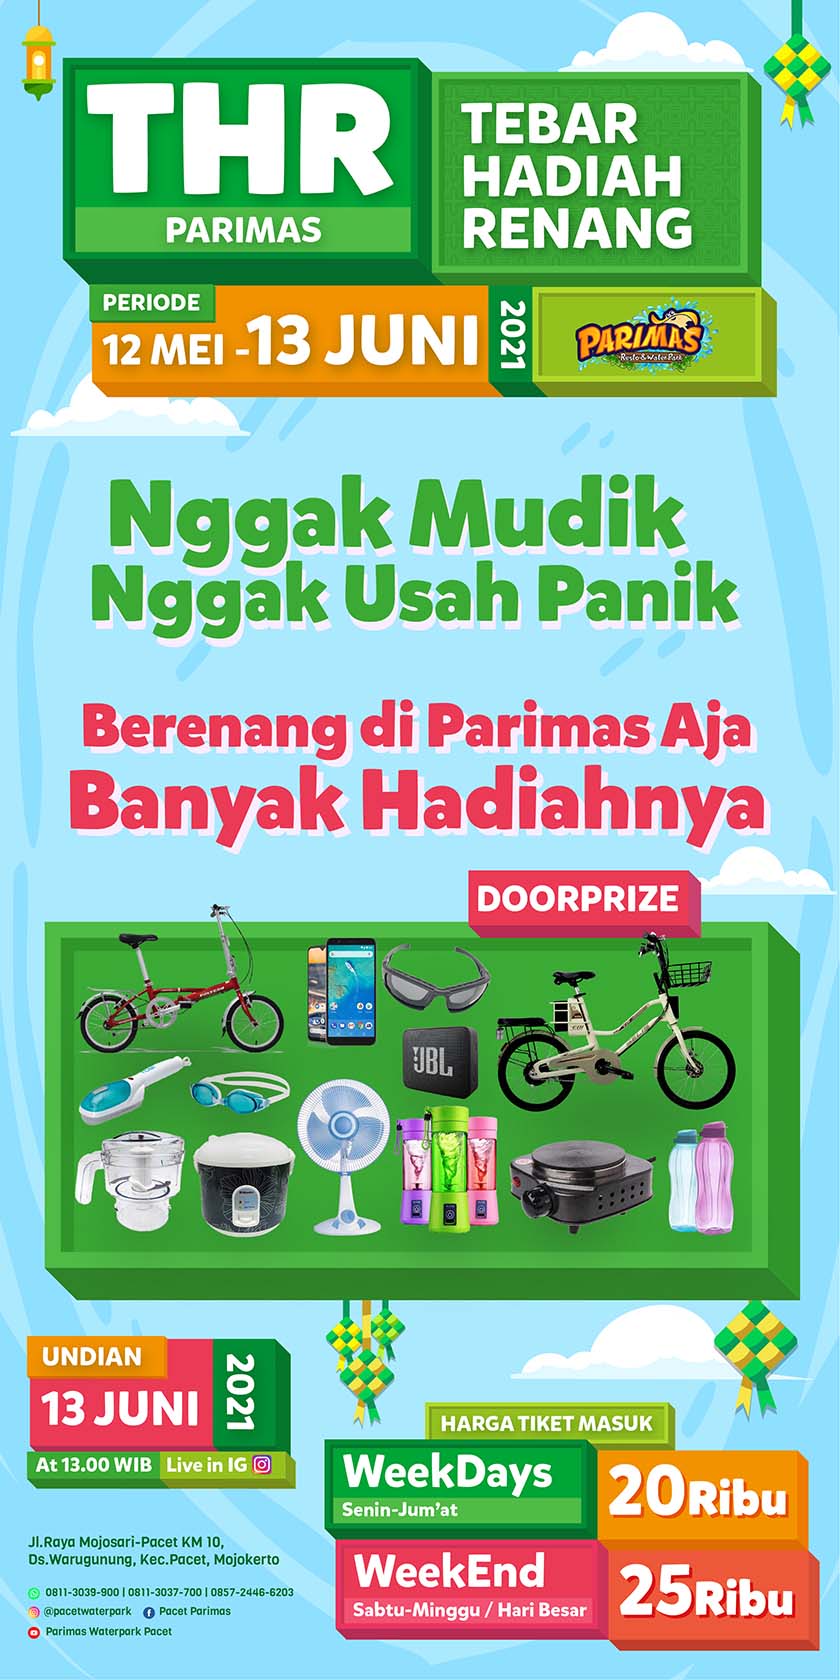 THR
PARIMAS
TEBAR
HADIAH
RENANG
PERIODE
12 MEI - 13 JUNI
2021
PARIMAS
Resto & Water Park
Nggak Mudik
Nggak Usah Panik
Berenang di Parimas Aja
Banyak Hadiahnya
DOORPRIZE
JBL
UNDIAN
13 JUNI
2021
At 13.00 WIB Live in IG
HARGA TIKET MASUK
WeekDays
Senin-Jum'at
20Ribu
WeekEnd
Sabtu-Minggu / Hari Besar
25Ribu
Jl.Raya Mojosari-Pacet KM 10,
Ds.Warugunung, Kec.Pacet, Mojokerto
0811-3039-900 | 0811-3037-700 | 0857-2446-6203
@pacetwaterpark Pacet Parimas
Parimas Waterpark Pacet